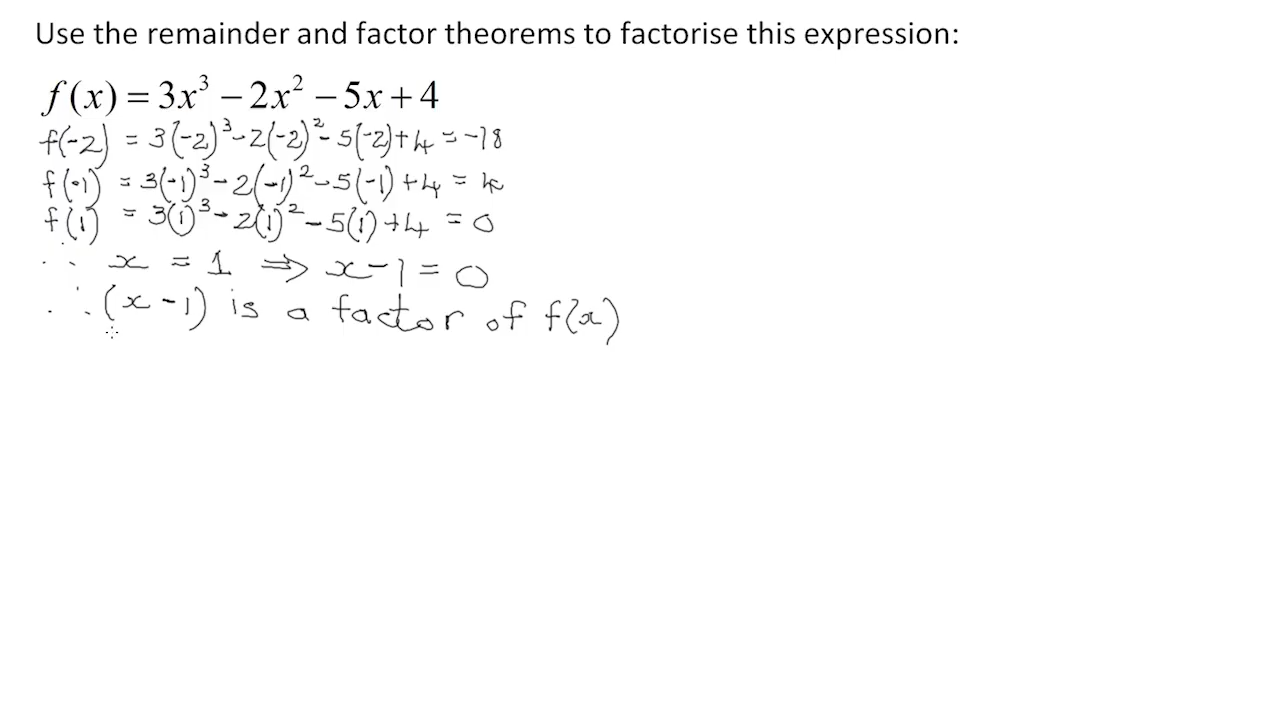 Use the remainder and factor theorems to factorise this expression:
f(x) = 3x³ − 2x² − 5x + 4
f(-2) = 3(-2)³ - 2(-2)² - 5(-2) + 4 = -18
f(-1) = 3(-1)³ - 2(-1)² - 5(-1) + 4 = 4
f(1) = 3(1)³ - 2(1)² - 5(1) + 4 = 0
∴ x = 1 ⇒ x - 1 = 0
∴ (x - 1) is a factor of f(x)